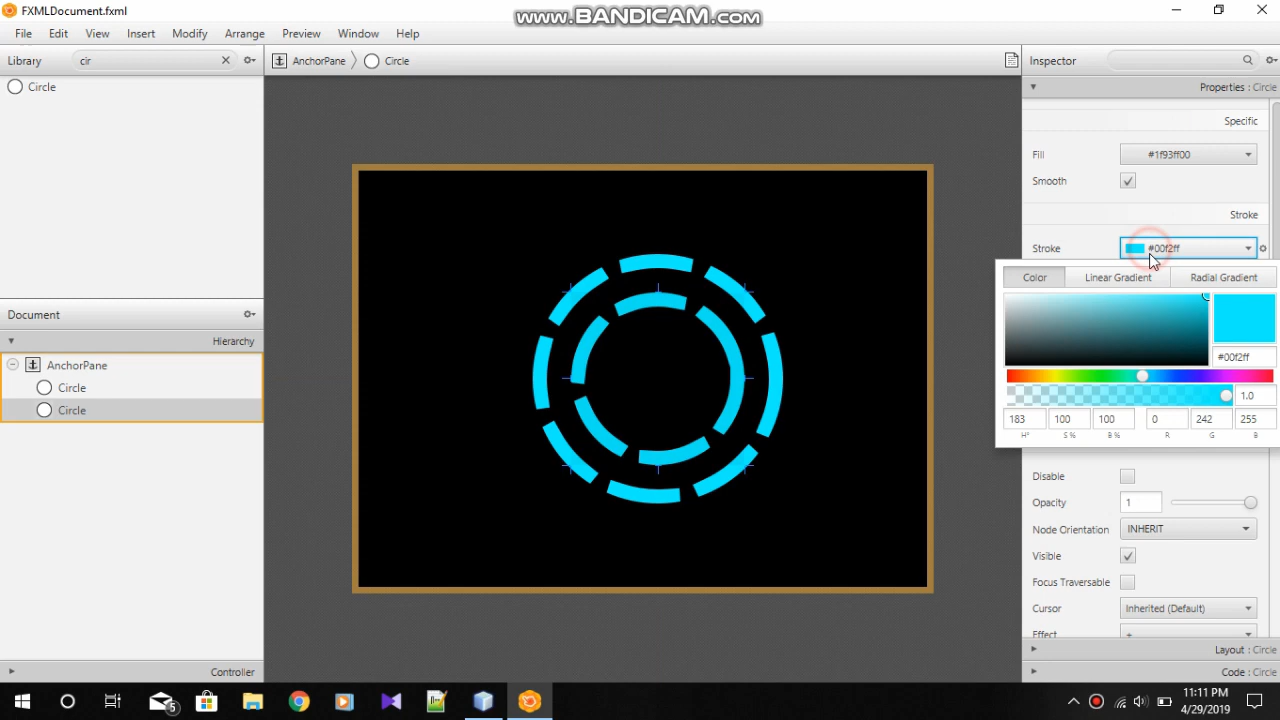 FXMLDocument.fxml
www.BANDICAM.com
File Edit View Insert Modify Arrange Preview Window Help
Library cir
AnchorPane Circle
Inspector
Circle
Properties : Circle
Specific
Fill #1f93ff00
Smooth
Stroke
Stroke #00f2ff
Color Linear Gradient Radial Gradient
#00f2ff
1.0
183 100 100 0 242 255
H° S % B % R G B
Document
Hierarchy
AnchorPane
Circle
Circle
Disable
Opacity 1
Node Orientation INHERIT
Visible
Focus Traversable
Cursor Inherited (Default)
Effect +
Layout : Circle
Controller
Code : Circle
5
11:11 PM
4/29/2019